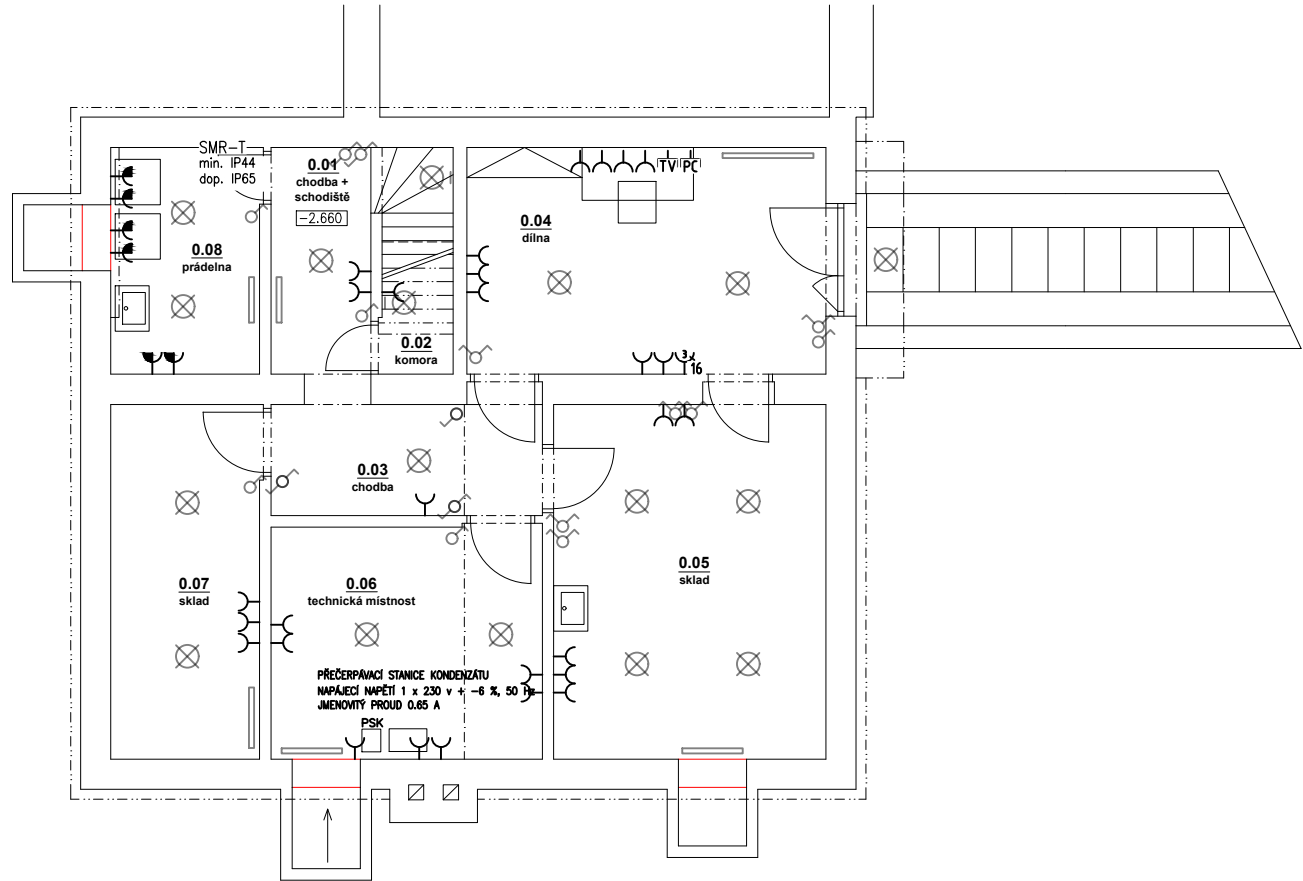 SMR-T
min. IP44
dop. IP65
0.01
chodba +
schodiště
-2.660
0.08
prádelna
0.04
dílna
TV PC
0.02
komora
3x
16
0.03
chodba
0.07
sklad
0.06
technická místnost
0.05
sklad
PŘEČERPÁVACÍ STANICE KONDENZÁTU
NAPÁJECÍ NAPĚTÍ 1 x 230 v + -6 %, 50 Hz
JMENOVITÝ PROUD 0.65 A
PSK